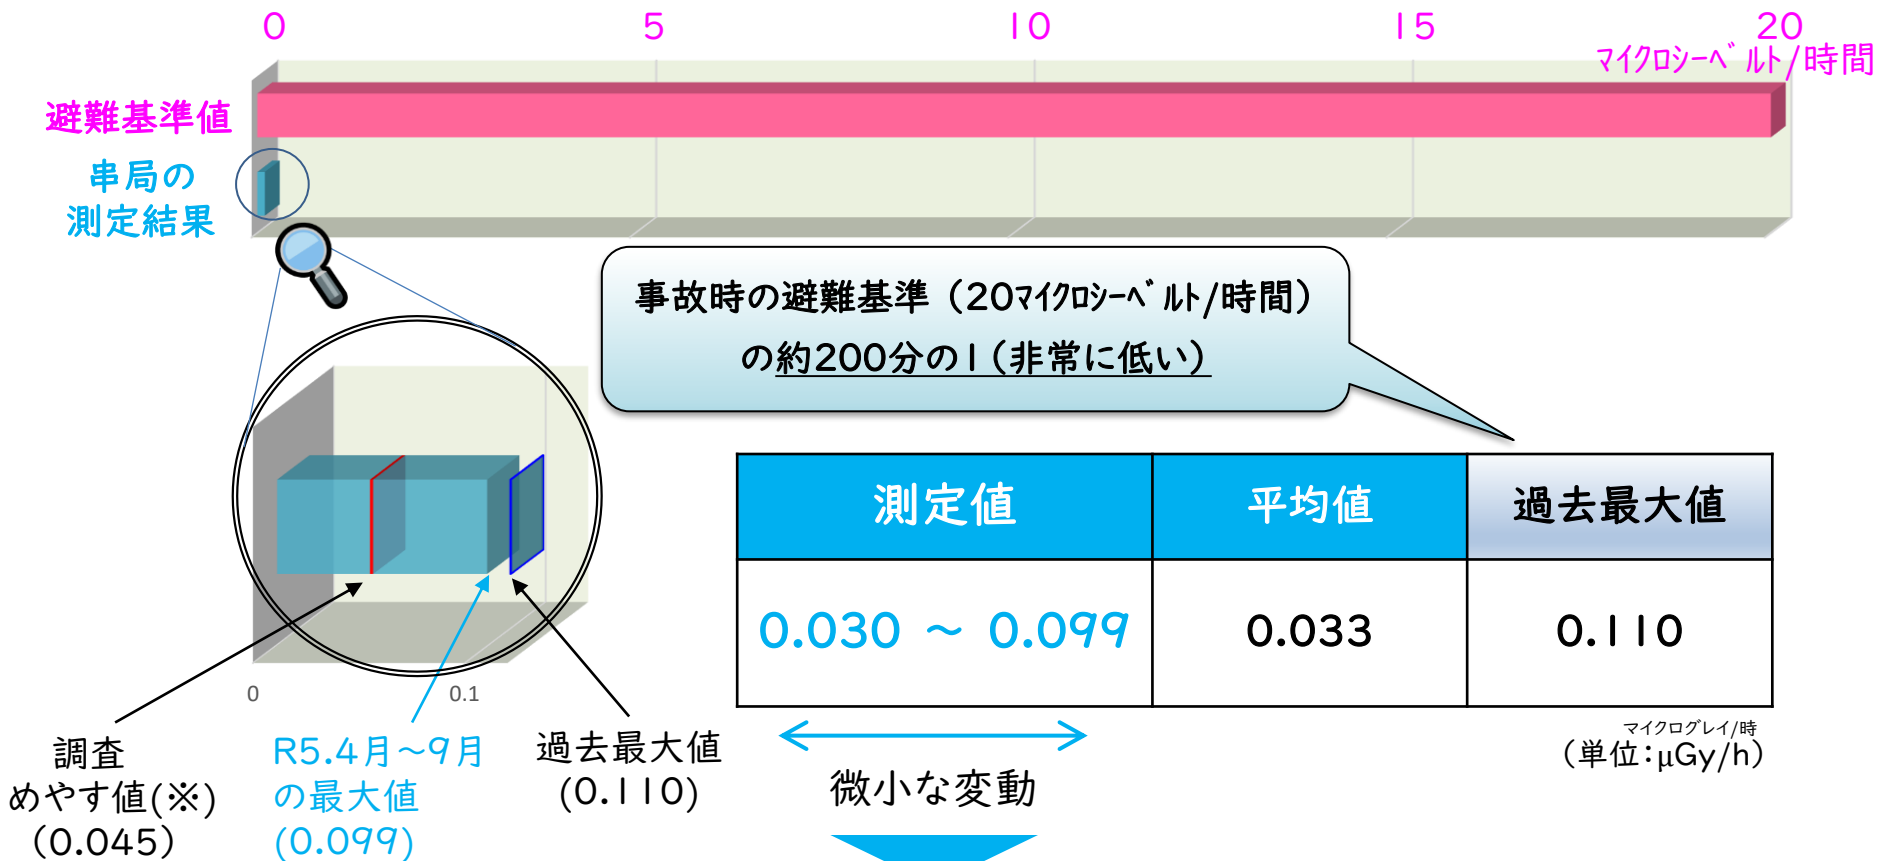 0 5 10 15 20
マイクロシーベルト/時間
避難基準値
串局の
測定結果
事故時の避難基準（20マイクロシーベルト/時間）
の約200分の1（非常に低い）
測定値 平均値 過去最大値
0.030 ～ 0.099 0.033 0.110
マイクログレイ/時
（単位：μGy/h）
微小な変動
0 0.1
調査
めやす値(※)
（0.045）
R5.4月～9月
の最大値
(0.099)
過去最大値
(0.110)